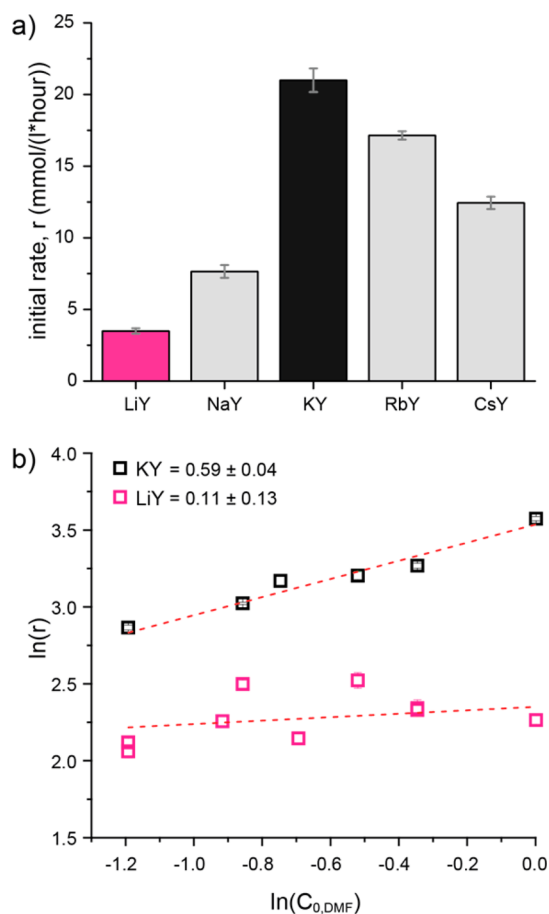 a)
initial rate, r (mmol/(l*hour))
25
20
15
10
5
0
LiY NaY KY RbY CsY
b)
KY = 0.59 ± 0.04
LiY = 0.11 ± 0.13
ln(r)
4.0
3.5
3.0
2.5
2.0
1.5
-1.2 -1.0 -0.8 -0.6 -0.4 -0.2 0.0
ln(C0,DMF)